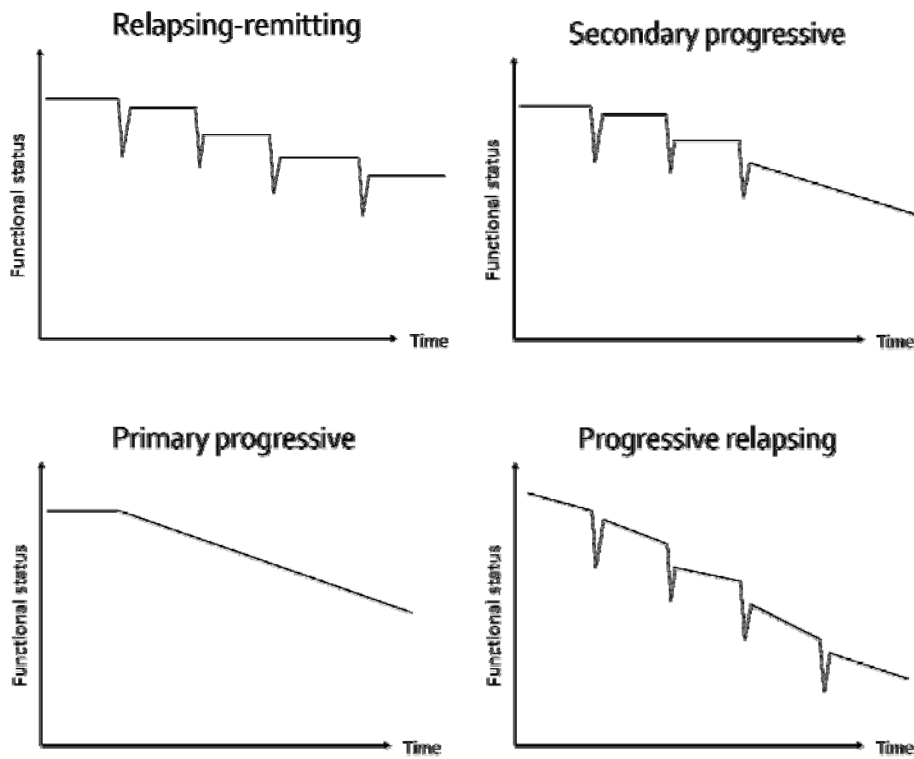 Relapsing-remitting
Functional status
Time
Secondary progressive
Functional status
Time
Primary progressive
Functional status
Time
Progressive relapsing
Functional status
Time